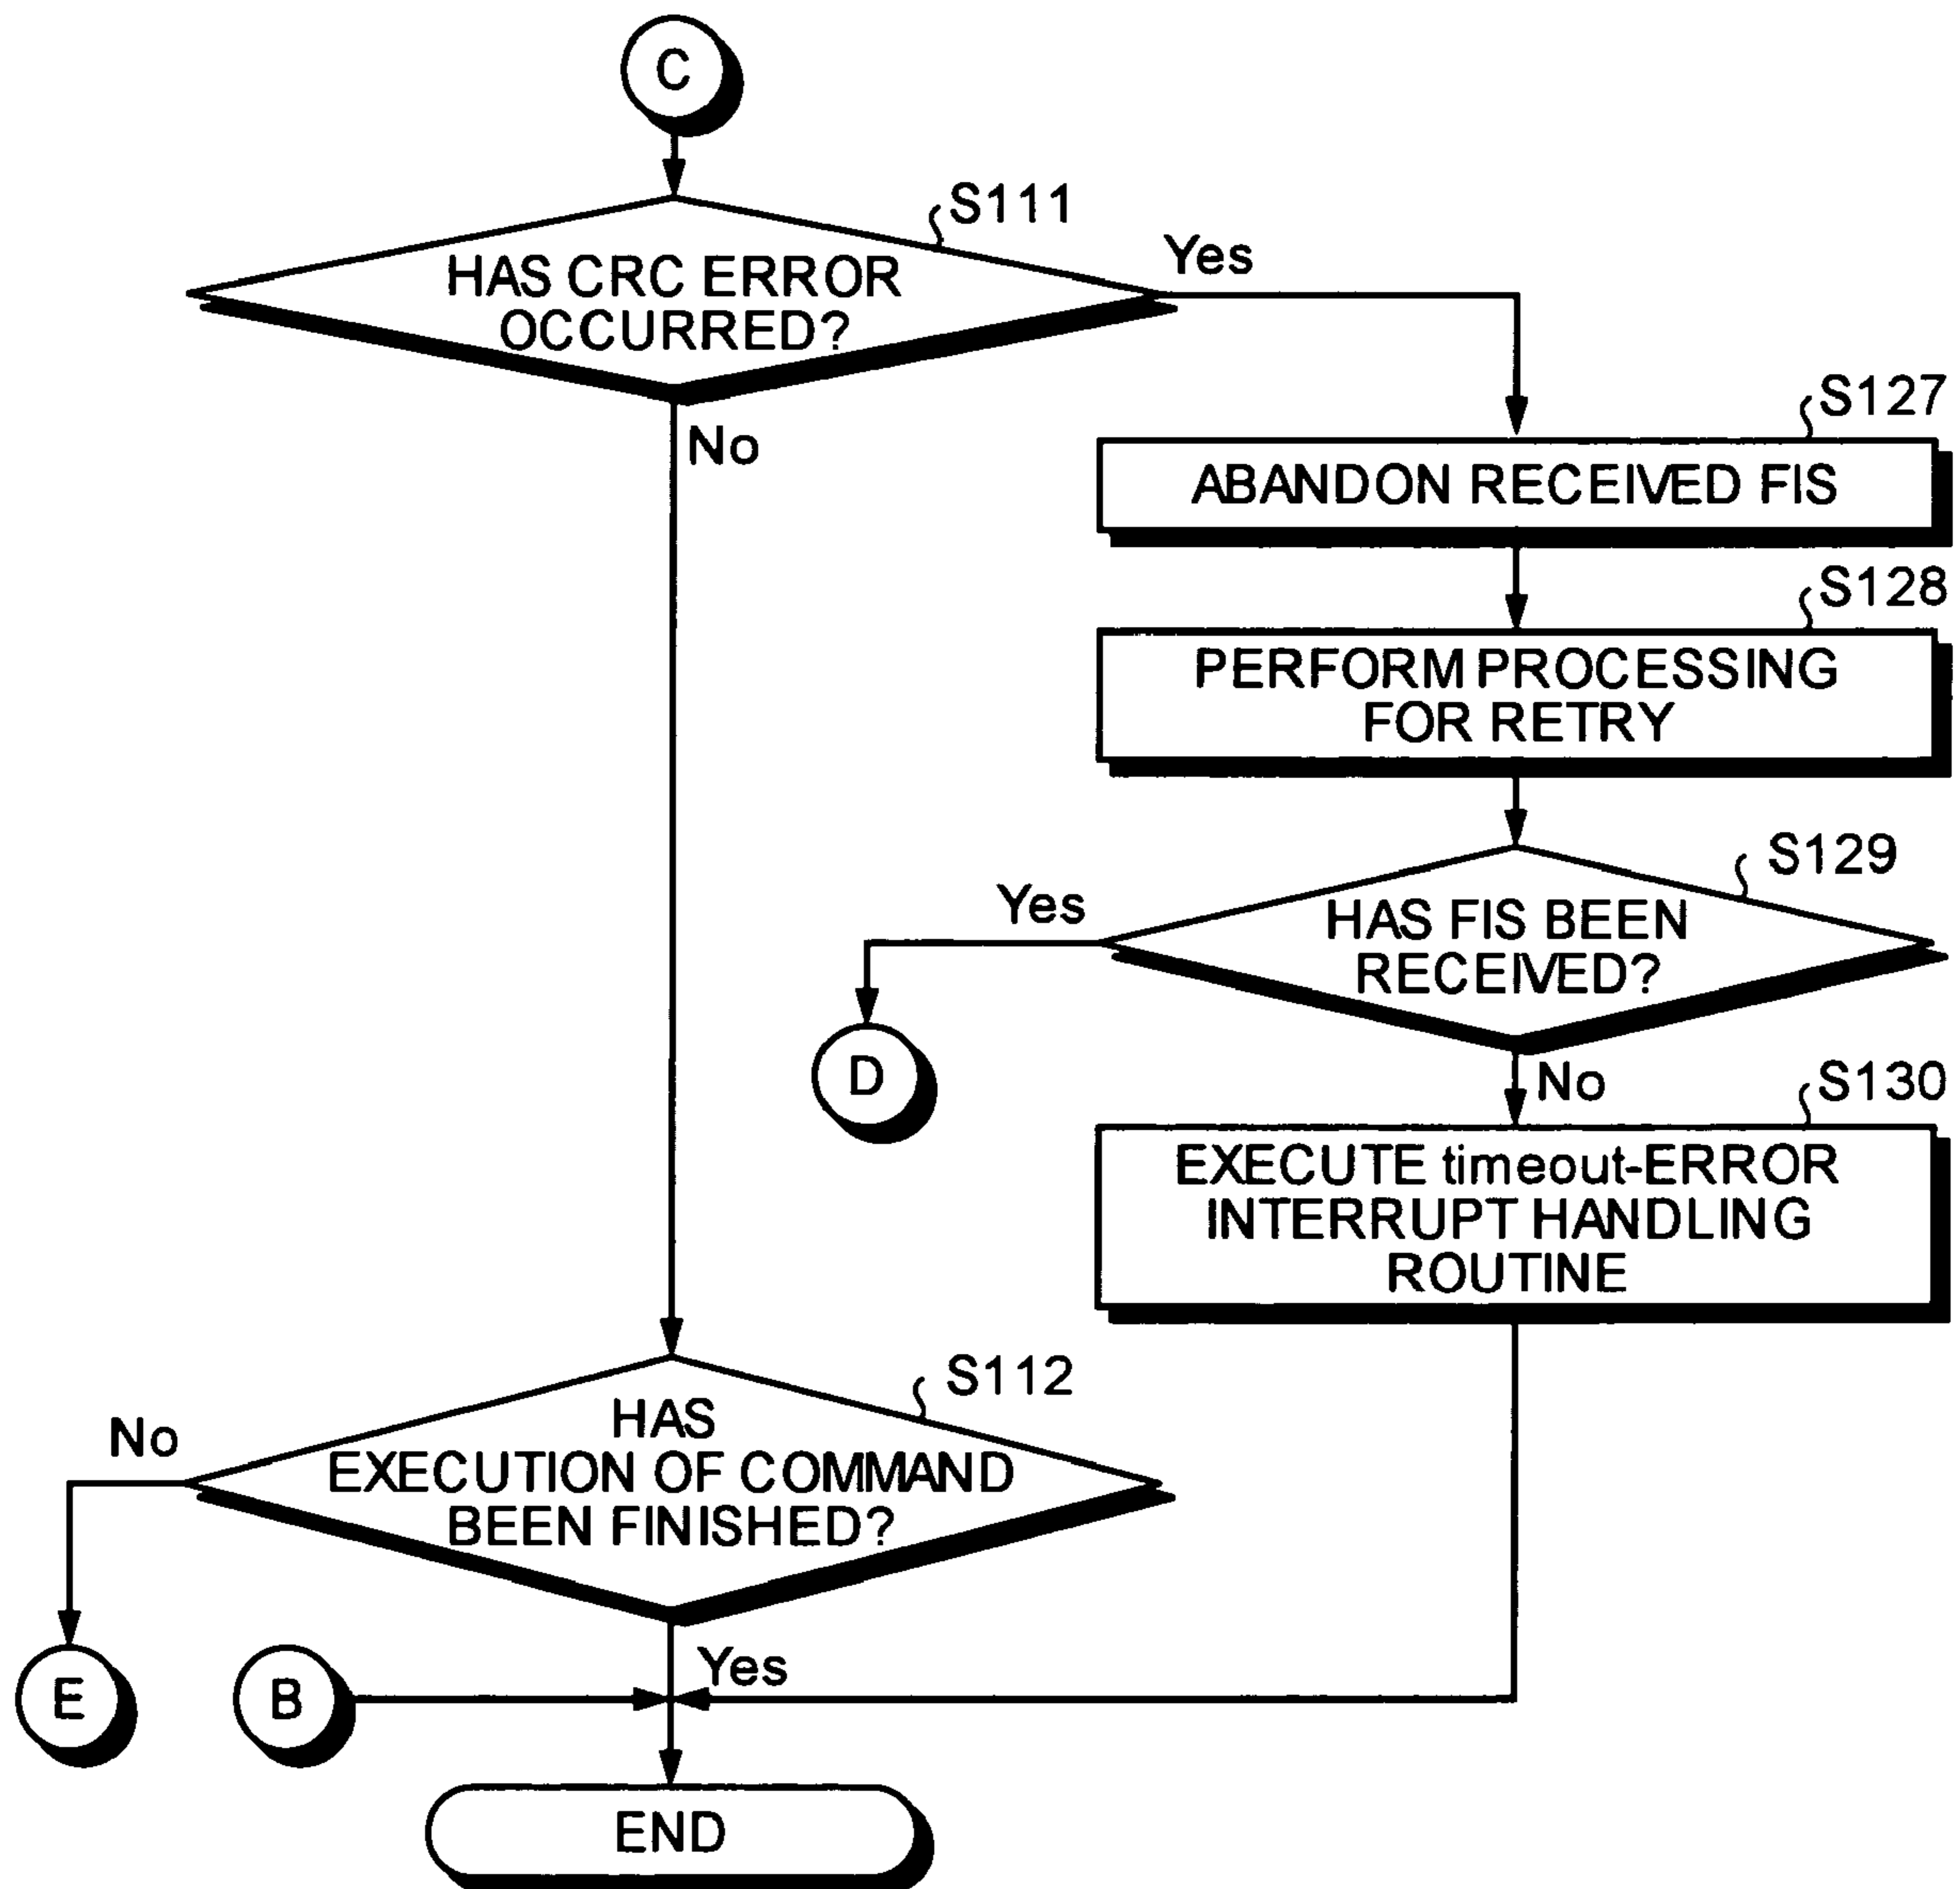 C
S111
HAS CRC ERROR
OCCURRED?
Yes
No
S127
ABANDON RECEIVED FIS
S128
PERFORM PROCESSING
FOR RETRY
S129
HAS FIS BEEN
RECEIVED?
Yes
D
No
S130
EXECUTE timeout-ERROR
INTERRUPT HANDLING
ROUTINE
S112
HAS
EXECUTION OF COMMAND
BEEN FINISHED?
No
Yes
E
B
END